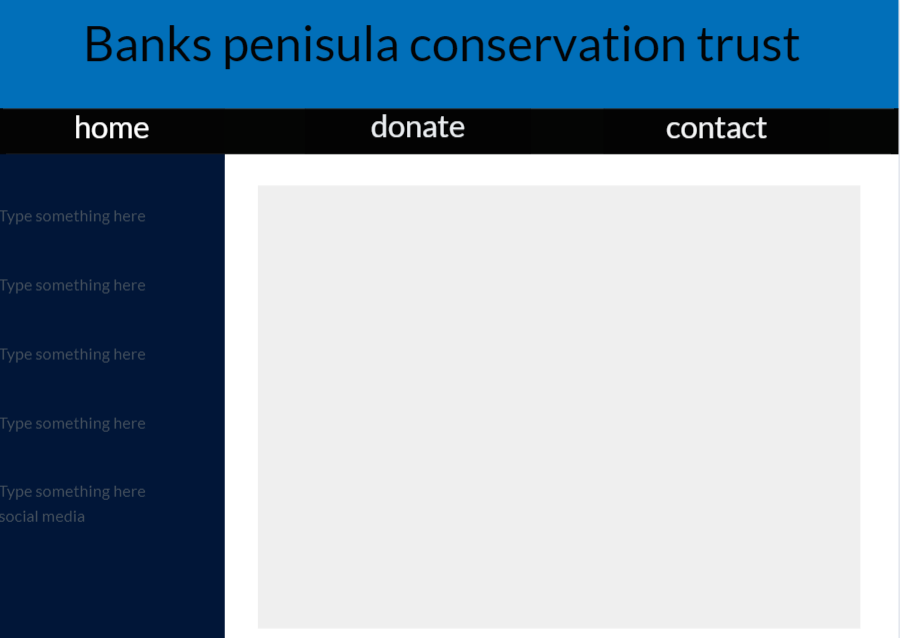 Banks penisula conservation trust
home donate contact
Type something here
Type something here
Type something here
Type something here
Type something here
social media